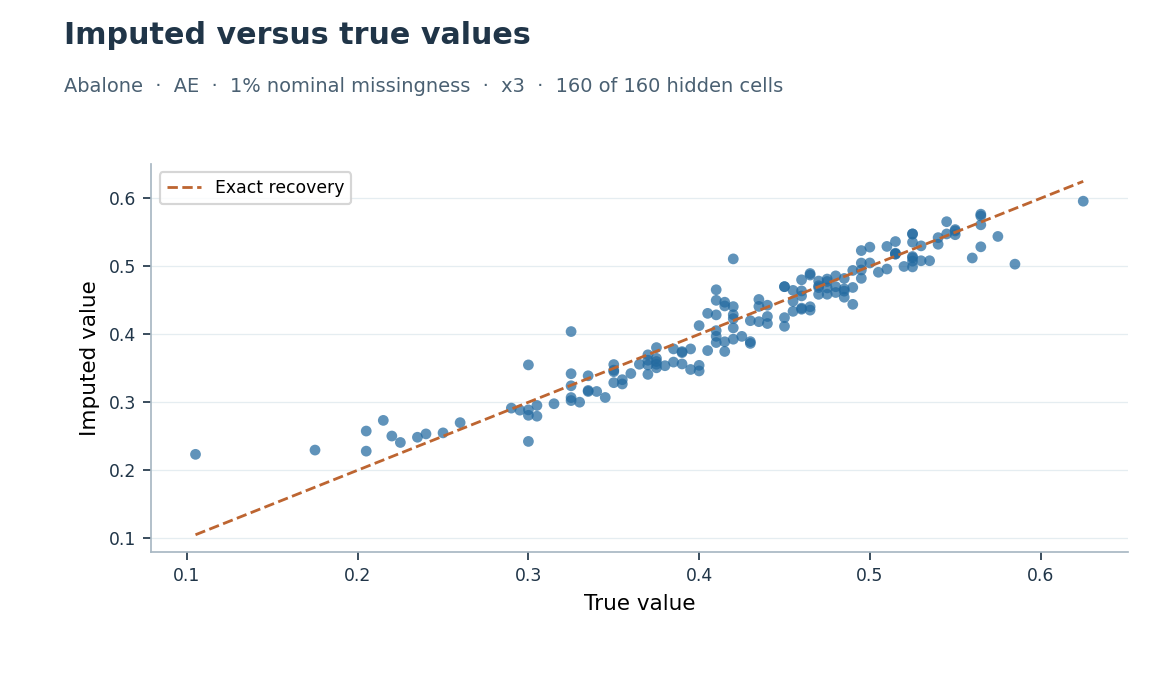 Imputed versus true values
Abalone · AE · 1% nominal missingness · x3 · 160 of 160 hidden cells
Exact recovery
0.6
0.5
0.4
0.3
0.2
0.1
Imputed value
0.1 0.2 0.3 0.4 0.5 0.6
True value